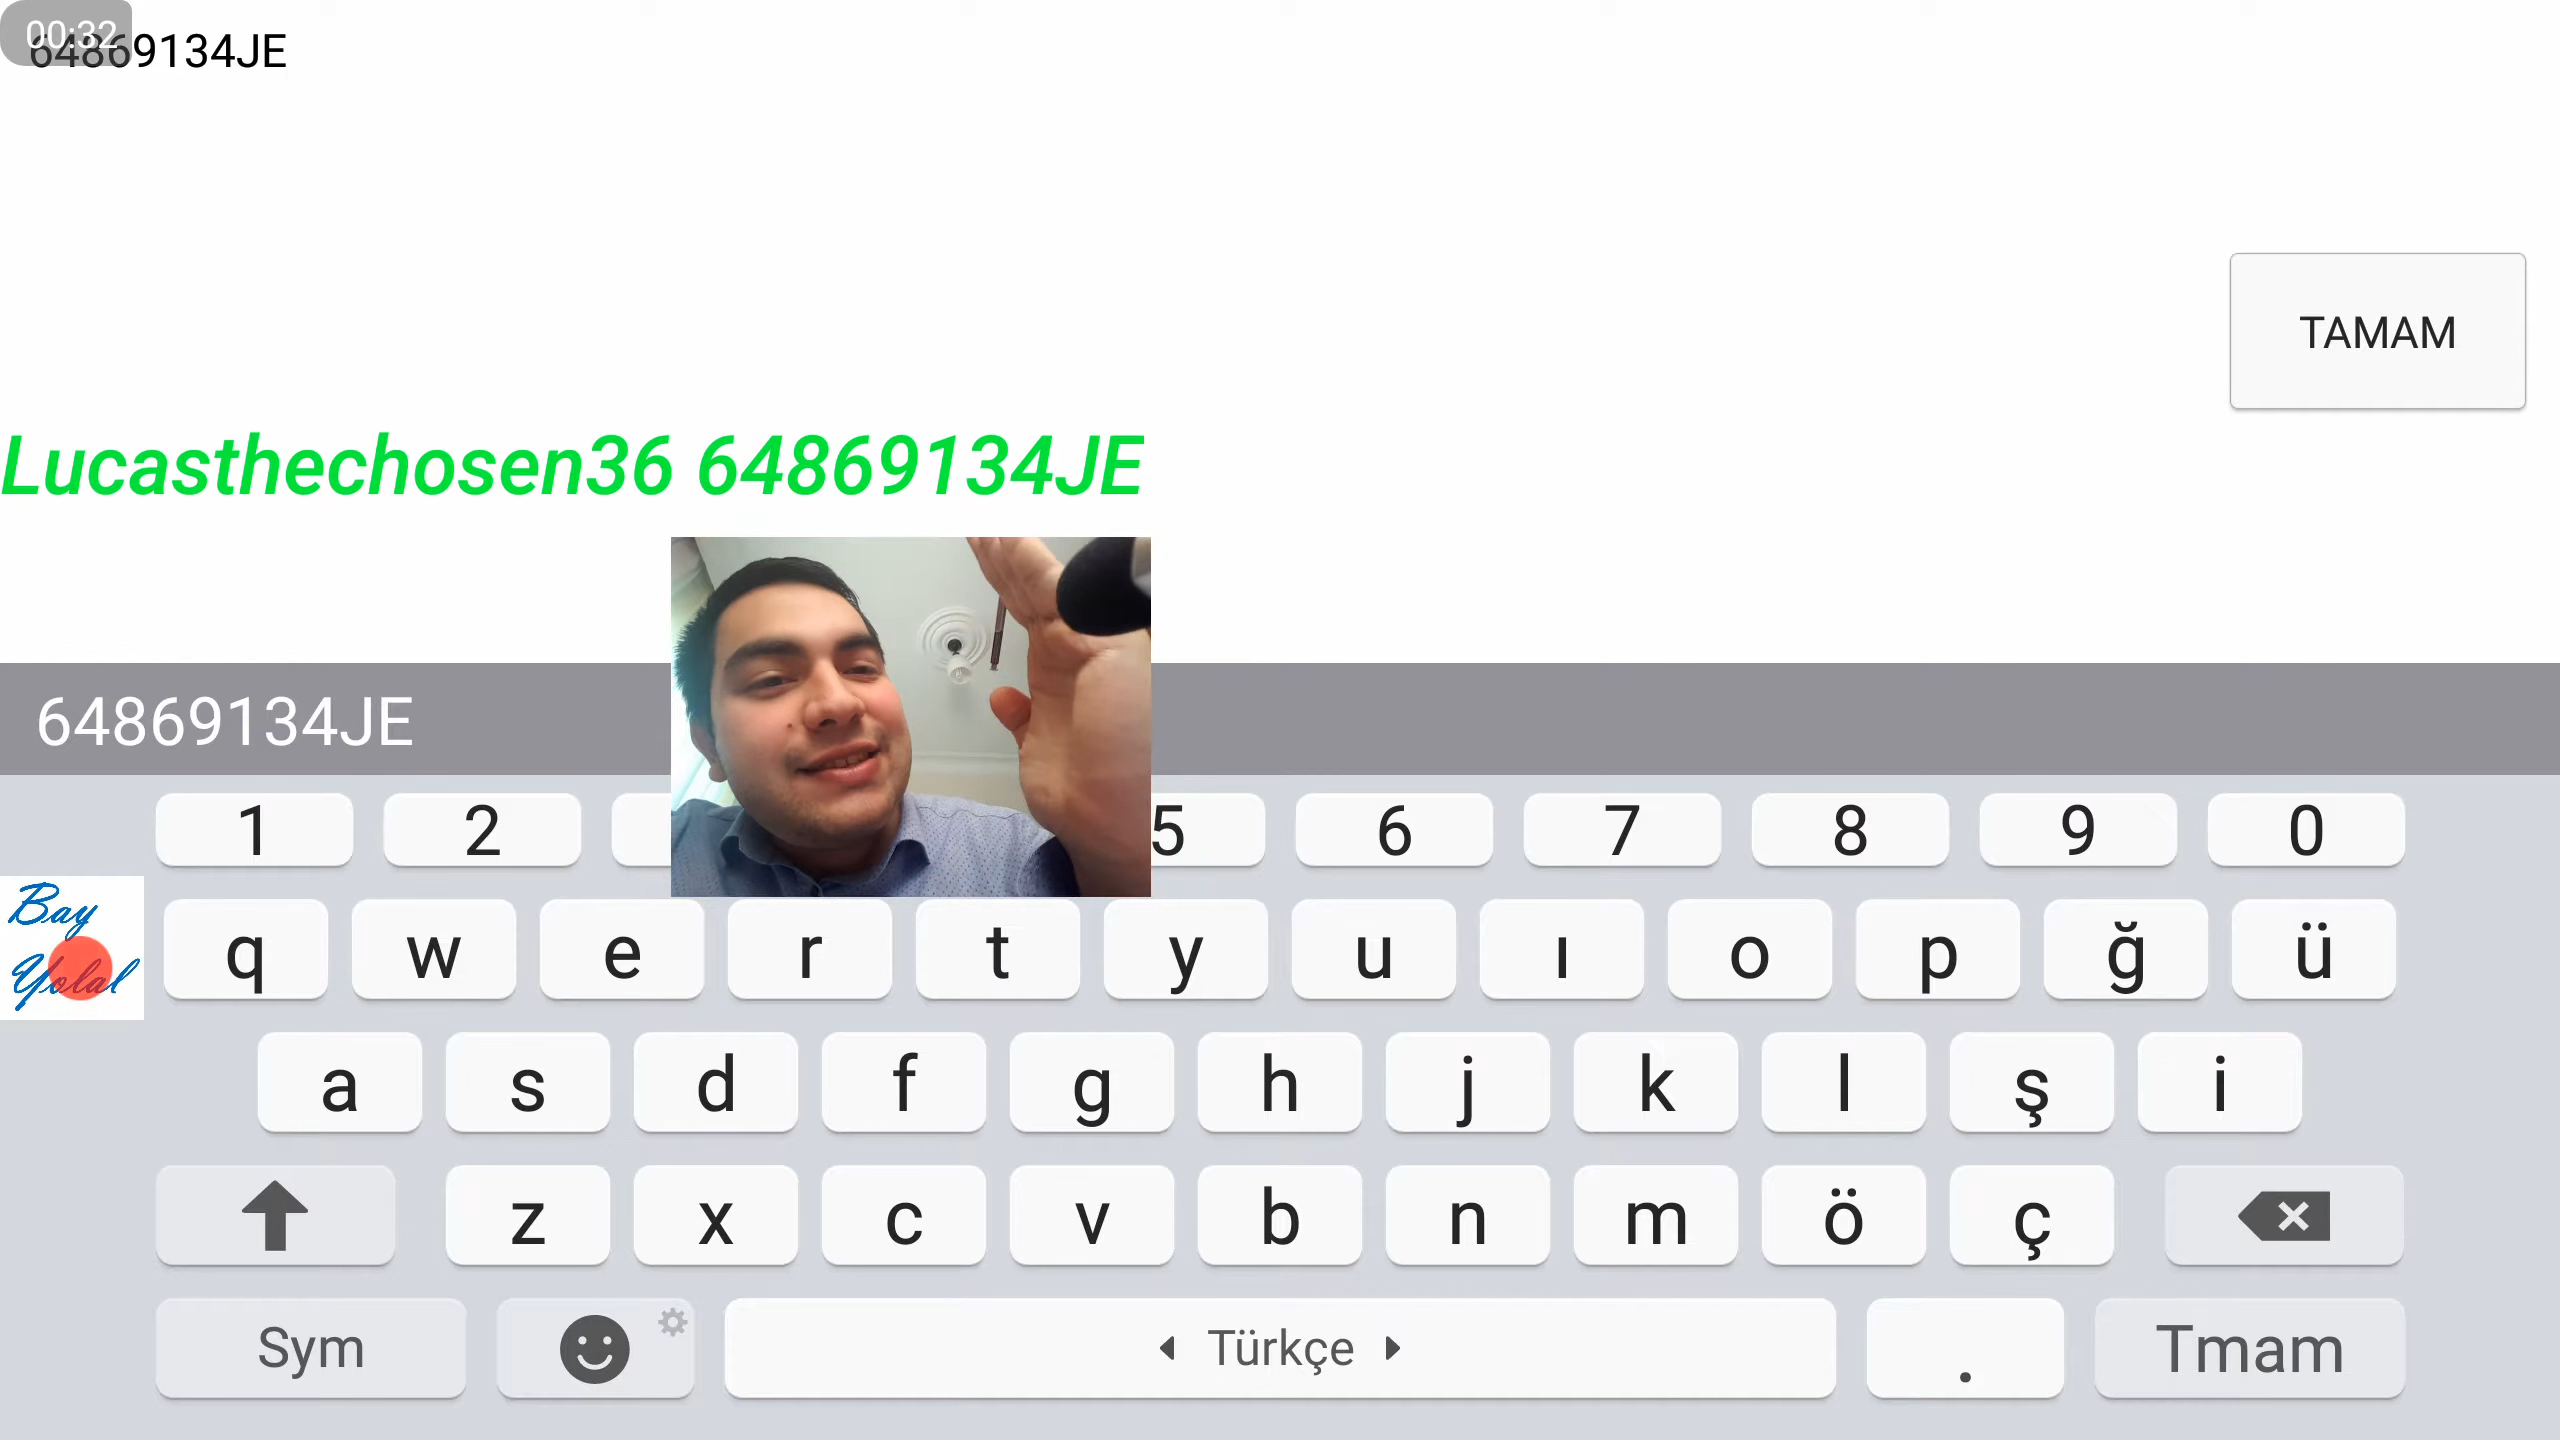 00:32
64869134JE
TAMAM
Lucasthechosen36 64869134JE
64869134JE
1 2 5 6 7 8 9 0
Bay
Yolal
q w e r t y u ı o p ğ ü
a s d f g h j k l ş i
z x c v b n m ö ç
Sym Türkçe . Tmam